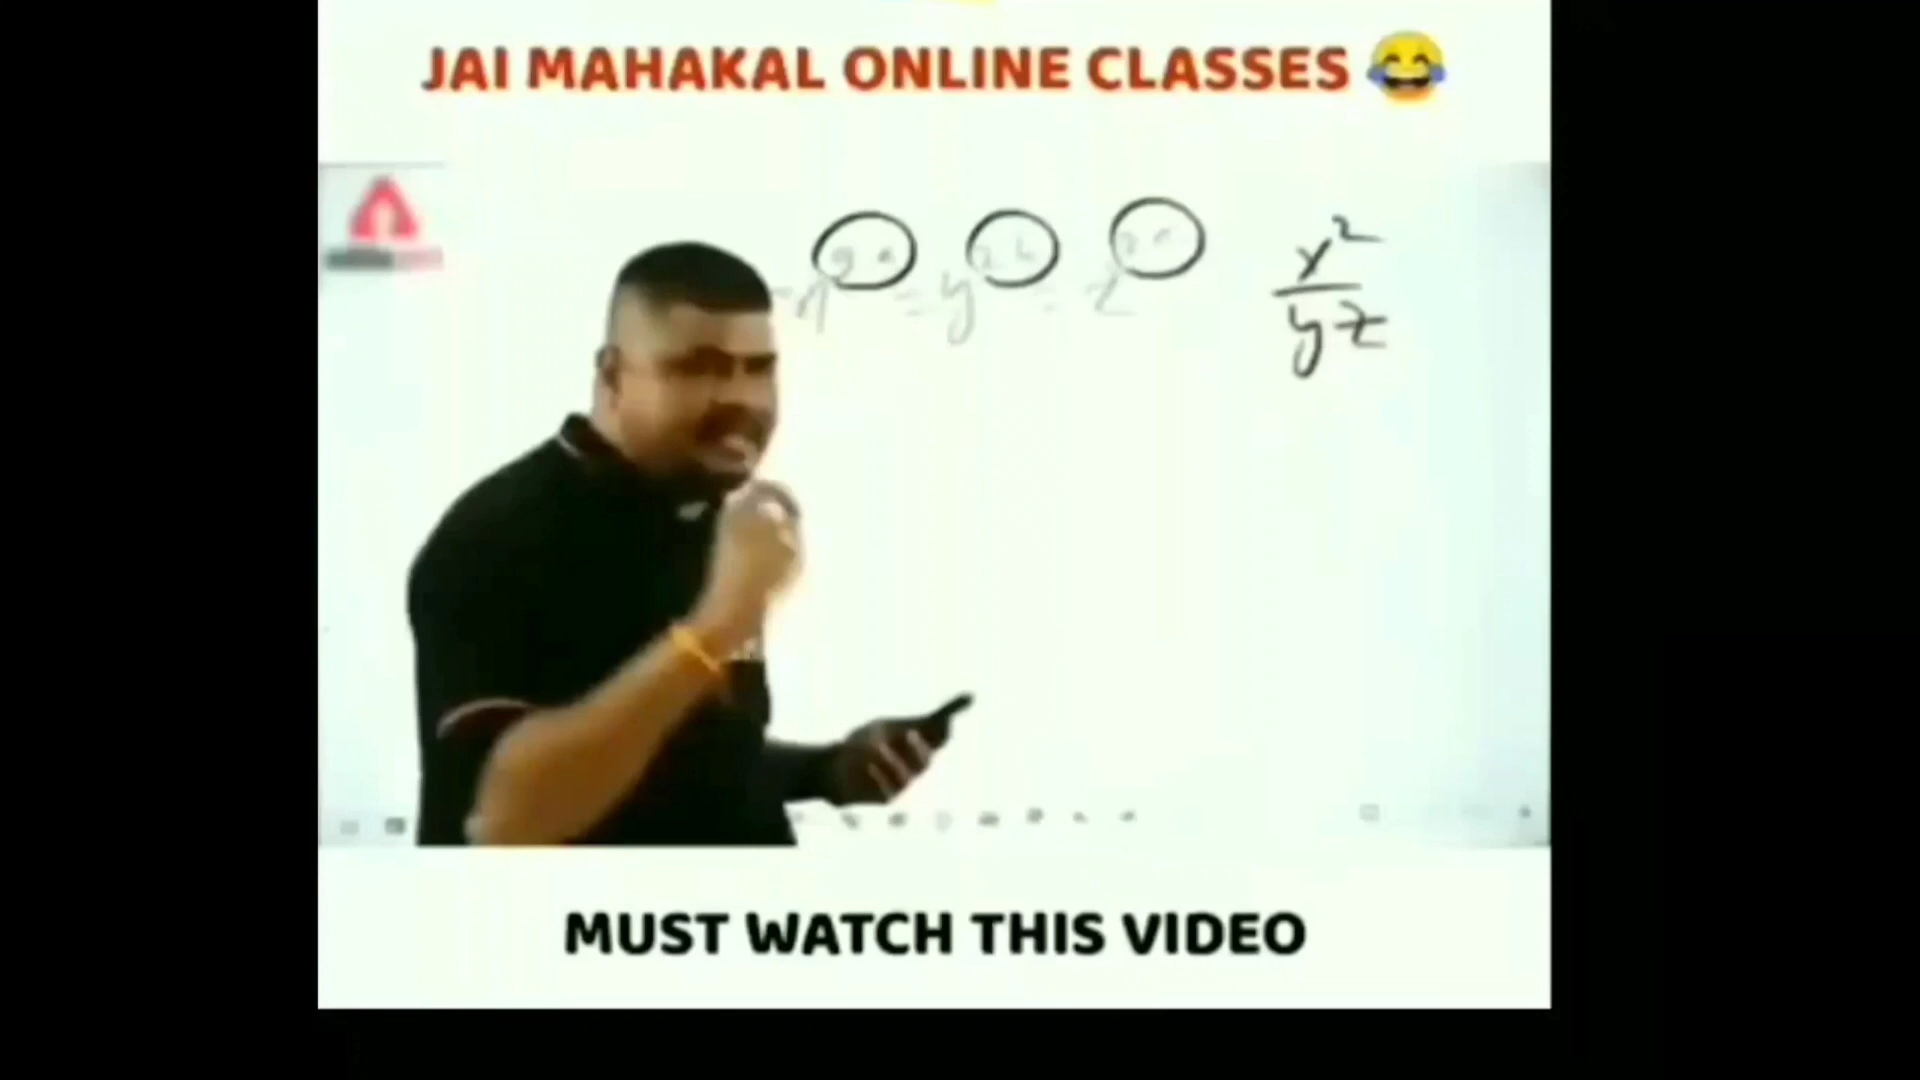 JAI MAHAKAL ONLINE CLASSES 😂
= y = z
x²
yz
MUST WATCH THIS VIDEO